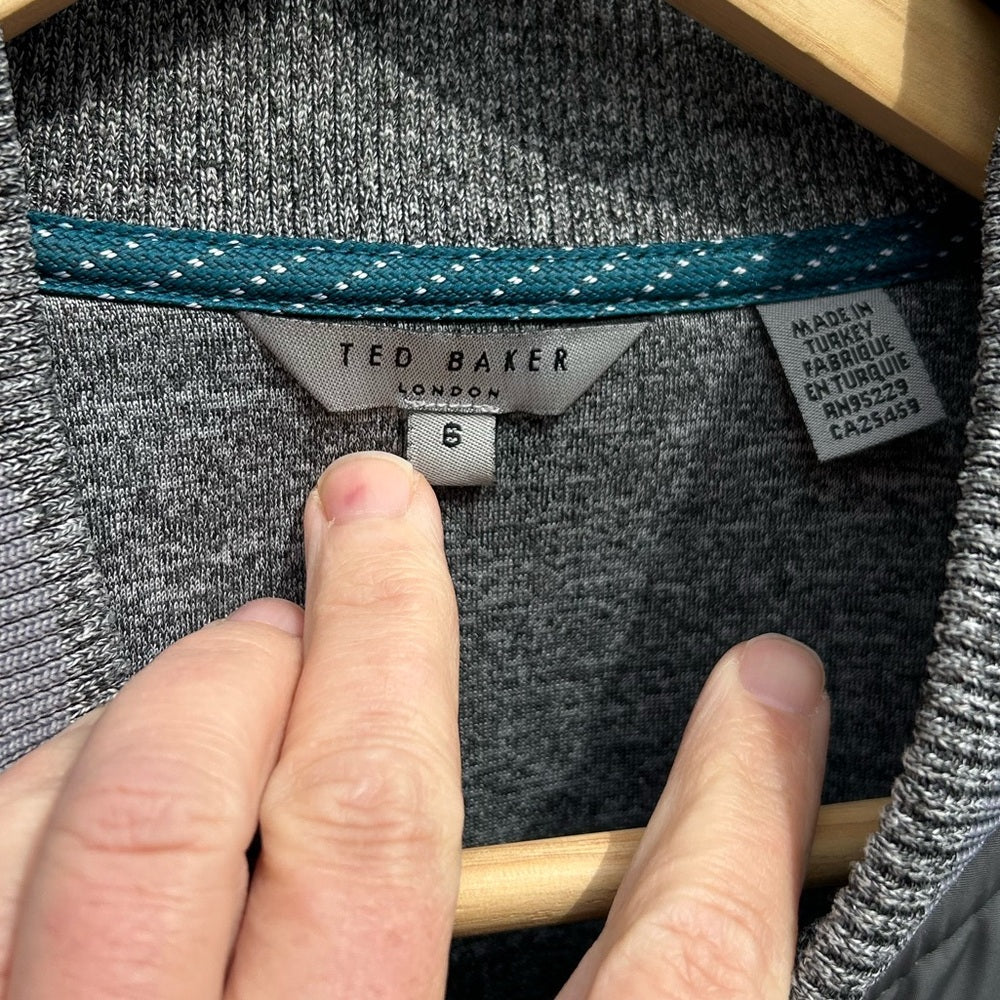 TED BAKER
LONDON
6
MADE IN
TURKEY
FABRIQUE
EN TURQUIE
RN95229
CA25459